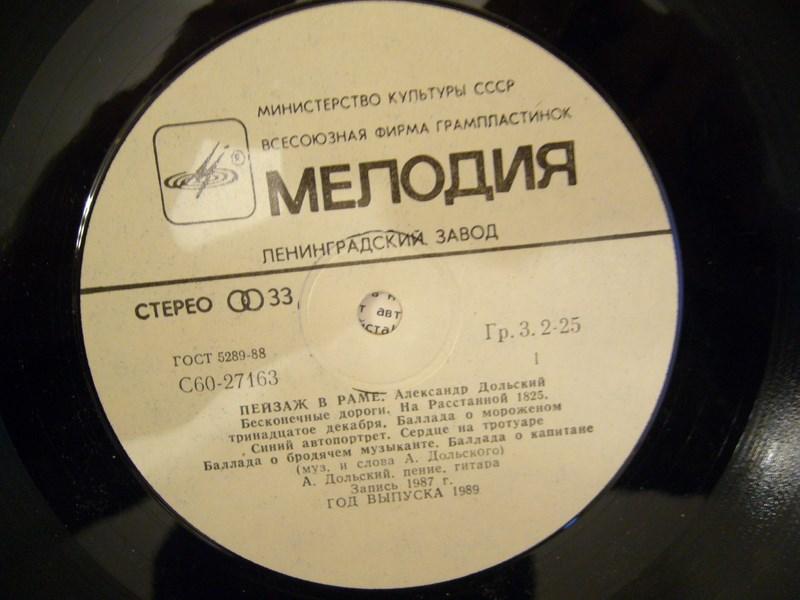 МИНИСТЕРСТВО КУЛЬТУРЫ СССР
ВСЕСОЮЗНАЯ ФИРМА ГРАМПЛАСТИНОК
МЕЛОДИЯ
ЛЕНИНГРАДСКИЙ ЗАВОД
СТЕРЕО 33
Гр. 3. 2-25
ГОСТ 5289-88
1
С60-27163
ПЕЙЗАЖ В РАМЕ. Александр Дольский
Бесконечные дороги. На Расстанной 1825,
тринадцатое декабря. Баллада о мороженом
Синий автопортрет. Сердце на тротуаре
Баллада о бродячем музыканте. Баллада о капитане
(муз. и слова А. Дольского)
А. Дольский, пение, гитара
Запись 1987 г.
ГОД ВЫПУСКА 1989